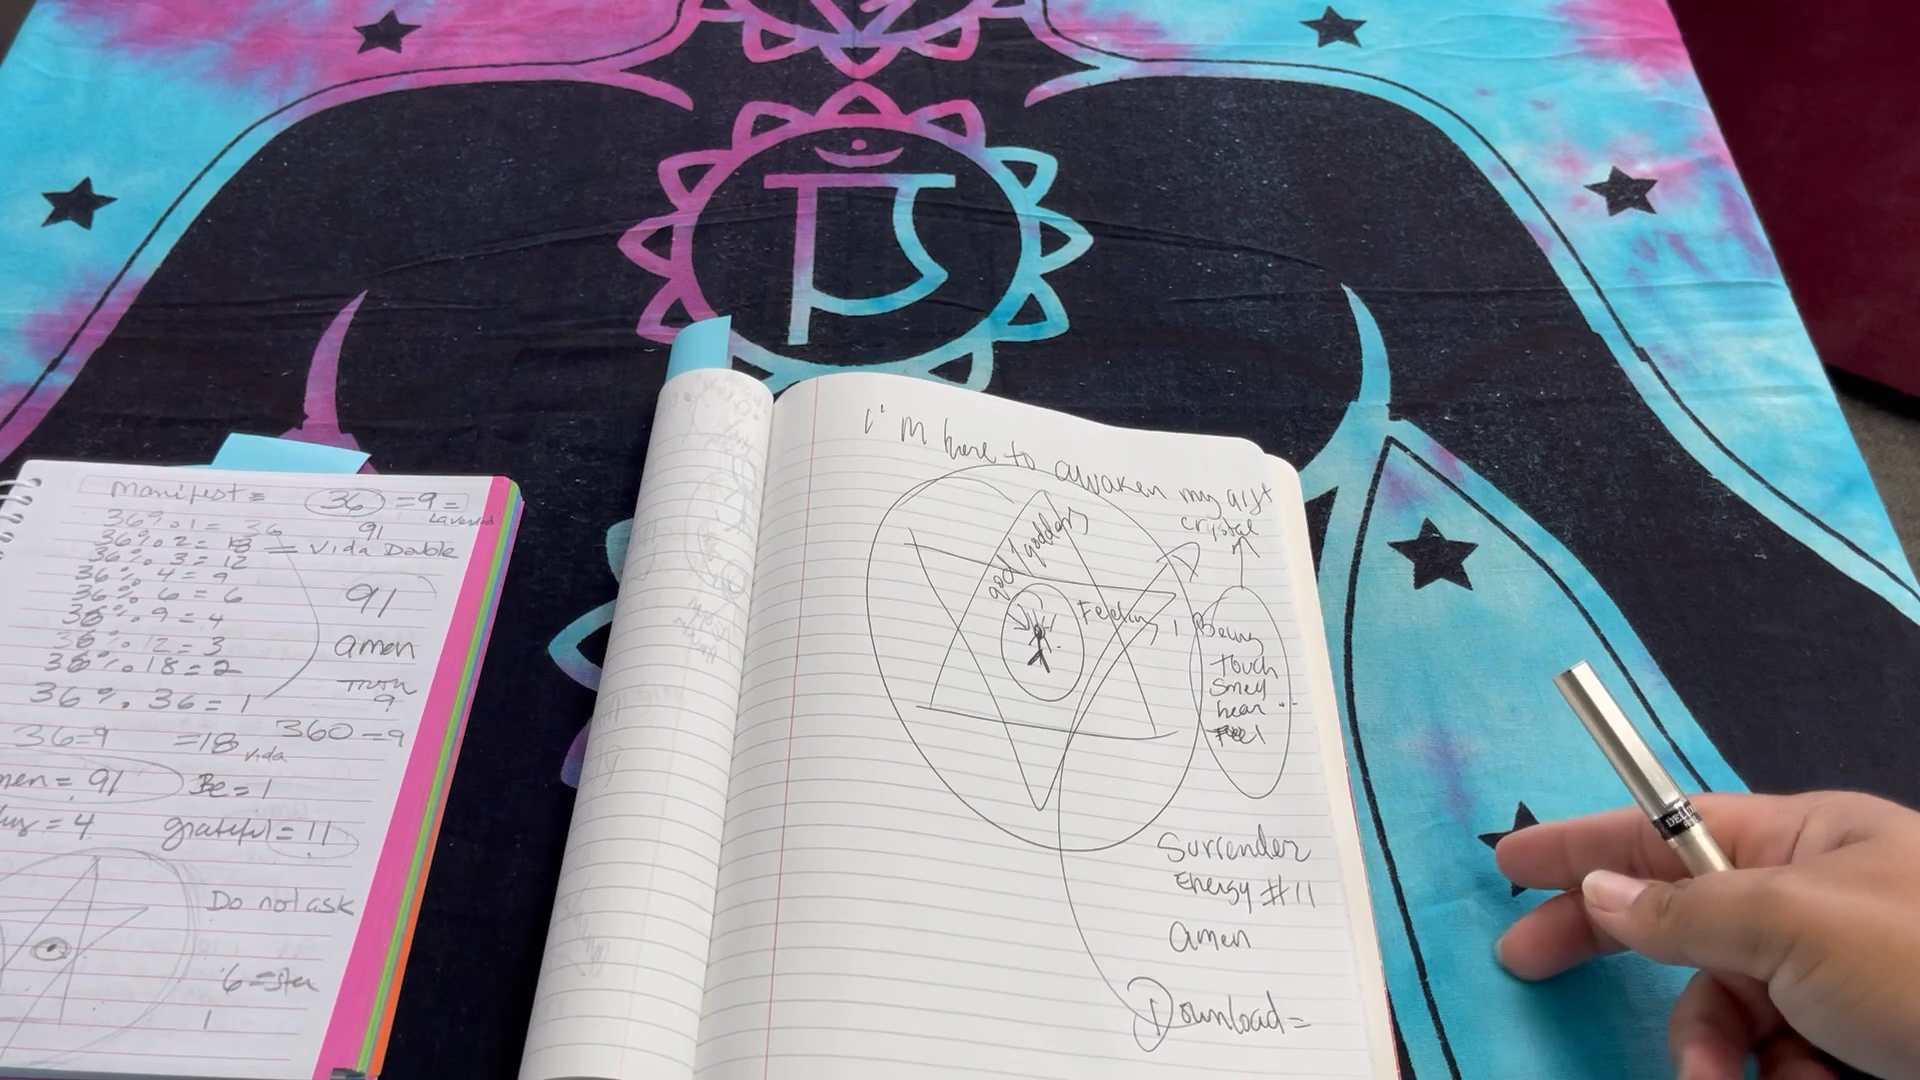 manifest = 36 = 9 =
36% 1 = 36 91
36% 2 = 18 = Vida Double
36% 3 = 12
36% 4 = 9
36% 6 = 6
36% 9 = 4
36% 12 = 3
36% 18 = 2
36% 36 = 1
91
amen
Truth
9
36=9 =18 360=9
vida
men = 91 Be = 1
= 4 grateful = 11
Do not ask
6 =
1
i'm here to awaken my gift
crystal
god/goddess
Feeling
Being
Touch
Smell
hear
Feel
Surrender
Energy #11
amen
Download =